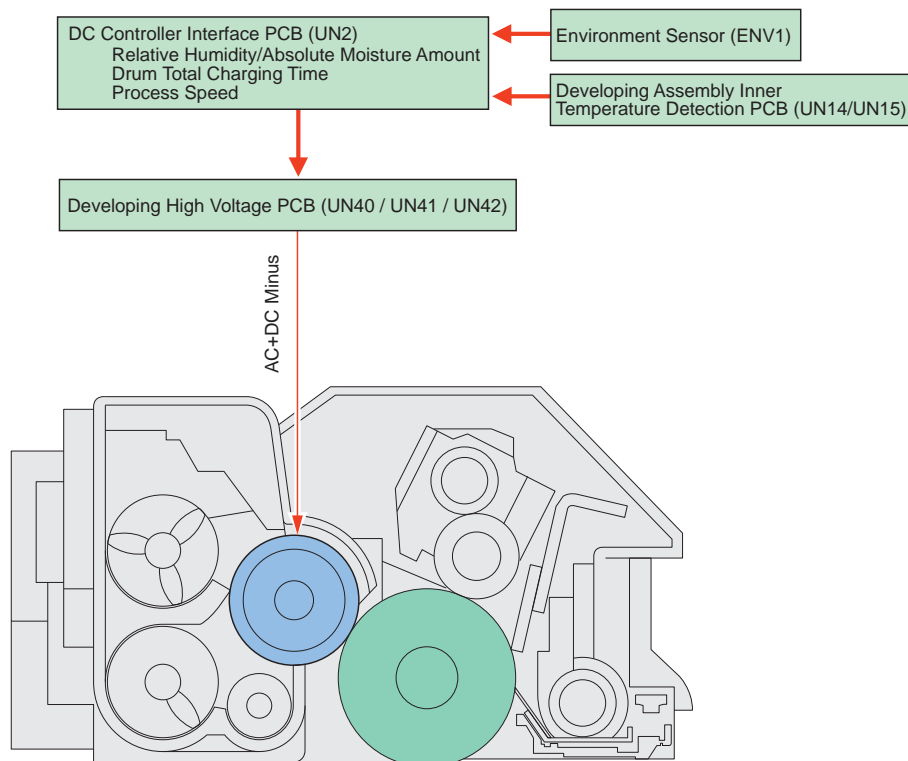 DC Controller Interface PCB (UN2)
Relative Humidity/Absolute Moisture Amount
Drum Total Charging Time
Process Speed
Environment Sensor (ENV1)
Developing Assembly Inner
Temperature Detection PCB (UN14/UN15)
Developing High Voltage PCB (UN40 / UN41 / UN42)
AC+DC Minus